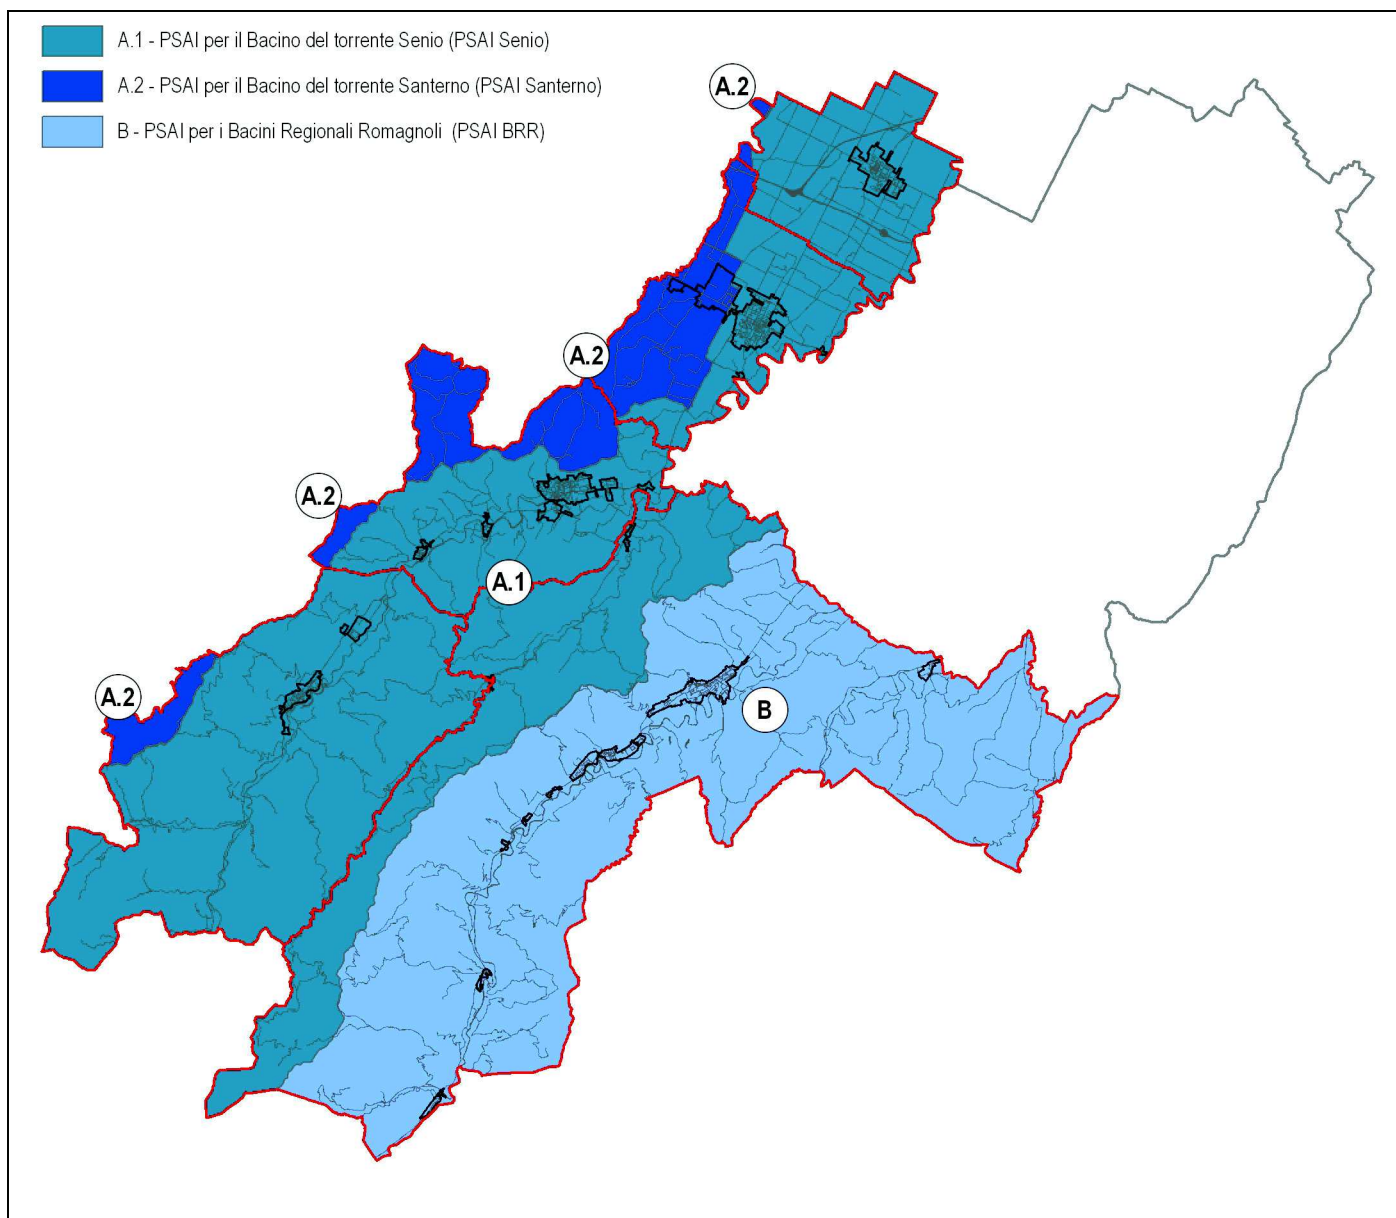 A.1 - PSAI per il Bacino del torrente Senio (PSAI Senio)
A.2 - PSAI per il Bacino del torrente Santerno (PSAI Santerno)
B - PSAI per i Bacini Regionali Romagnoli (PSAI BRR)
A.2
A.2
A.2
A.1
A.2
B